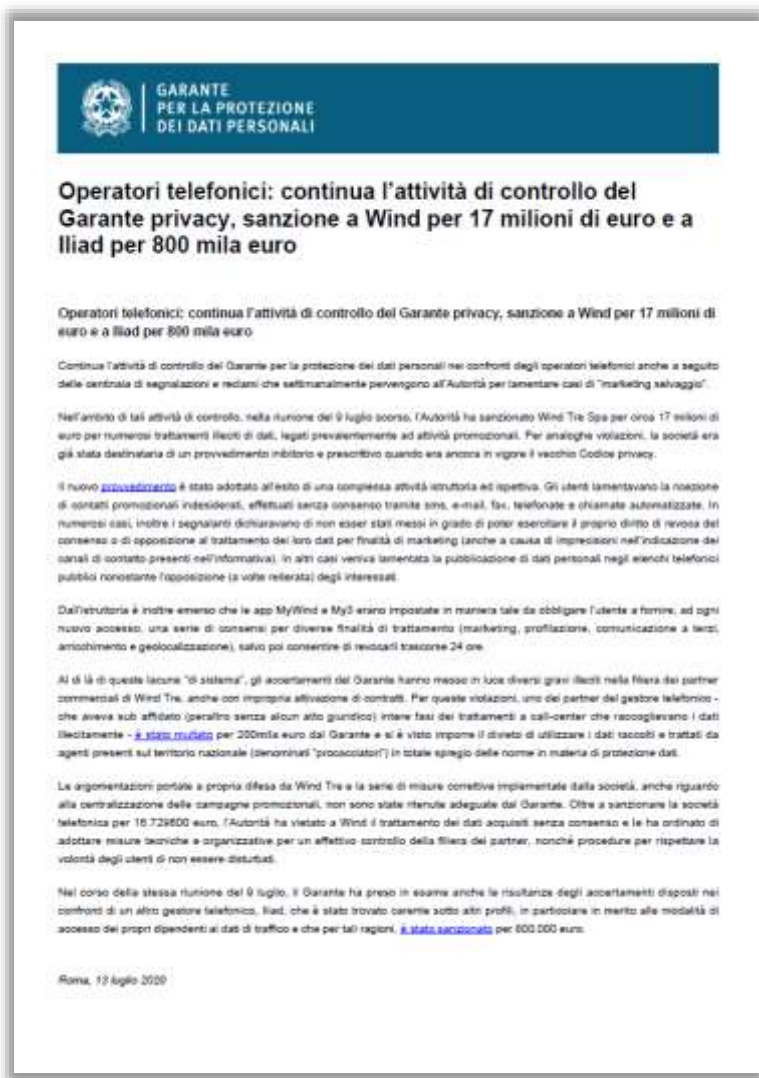 GARANTE
PER LA PROTEZIONE
DEI DATI PERSONALI
Operatori telefonici: continua l'attività di controllo del
Garante privacy, sanzione a Wind per 17 milioni di euro e a
Iliad per 800 mila euro
Operatori telefonici: continua l'attività di controllo del Garante privacy, sanzione a Wind per 17 milioni di
euro e a Iliad per 800 mila euro
Continua l'attività di controllo del Garante per la protezione dei dati personali nei confronti degli operatori telefonici anche a seguito
delle centinaia di segnalazioni e reclami che settimanalmente pervengono all'Autorità per lamentare casi di "marketing selvaggio".
Nell'ambito di tali attività di controllo, nella riunione del 9 luglio scorso, l'Autorità ha sanzionato Wind Tre Spa per circa 17 milioni di
euro per numerosi trattamenti illeciti di dati, legati prevalentemente ad attività promozionali. Per analoghe violazioni, la società era
già stata destinataria di un provvedimento inibitorio e prescrittivo quando era ancora in vigore il vecchio Codice privacy.
Il nuovo provvedimento è stato adottato all'esito di una complessa attività istruttoria ed ispettiva. Gli utenti lamentavano la ricezione
di contatti promozionali indesiderati, effettuati senza consenso tramite sms, e-mail, fax, telefonate e chiamate automatizzate. In
numerosi casi, inoltre i segnalanti dichiaravano di non esser stati messi in grado di poter esercitare il proprio diritto di revoca del
consenso o di opposizione al trattamento dei loro dati per finalità di marketing (anche a causa di imprecisioni nell'indicazione dei
canali di contatto presenti nell'informativa). In altri casi veniva lamentata la pubblicazione di dati personali negli elenchi telefonici
pubblici nonostante l'opposizione (a volte reiterata) degli interessati.
Dall'istruttoria è inoltre emerso che le app MyWind e My3 erano impostate in maniera tale da obbligare l'utente a fornire, ad ogni
nuovo accesso, una serie di consensi per diverse finalità di trattamento (marketing, profilazione, comunicazione a terzi,
arricchimento e geolocalizzazione), salvo poi consentire di revocarli trascorse 24 ore.
Al di là di queste lacune "di sistema", gli accertamenti del Garante hanno messo in luce diversi gravi illeciti nella filiera dei partner
commerciali di Wind Tre, anche con impropria attivazione di contratti. Per queste violazioni, uno dei partner del gestore telefonico -
che aveva sub affidato (peraltro senza alcun atto giuridico) intere fasi dei trattamenti a call-center che raccoglievano i dati
illecitamente - è stato multato per 200mila euro dal Garante e si è visto imporre il divieto di utilizzare i dati raccolti e trattati da
agenti presenti sul territorio nazionale (denominati "procacciatori") in totale spregio delle norme in materia di protezione dati.
Le argomentazioni portate a propria difesa da Wind Tre e la serie di misure correttive implementate dalla società, anche riguardo
alla centralizzazione delle campagne promozionali, non sono state ritenute adeguate dal Garante. Oltre a sanzionare la società
telefonica per 16.729600 euro, l'Autorità ha vietato a Wind il trattamento dei dati acquisiti senza consenso e le ha ordinato di
adottare misure tecniche e organizzative per un effettivo controllo della filiera dei partner, nonché procedure per rispettare la
volontà degli utenti di non essere disturbati.
Nel corso della stessa riunione del 9 luglio, il Garante ha preso in esame anche le risultanze degli accertamenti disposti nei
confronti di un altro gestore telefonico, Iliad, che è stato trovato carente sotto altri profili, in particolare in merito alle modalità di
accesso dei propri dipendenti ai dati di traffico e che per tali ragioni, è stato sanzionato per 800.000 euro.
Roma, 13 luglio 2020